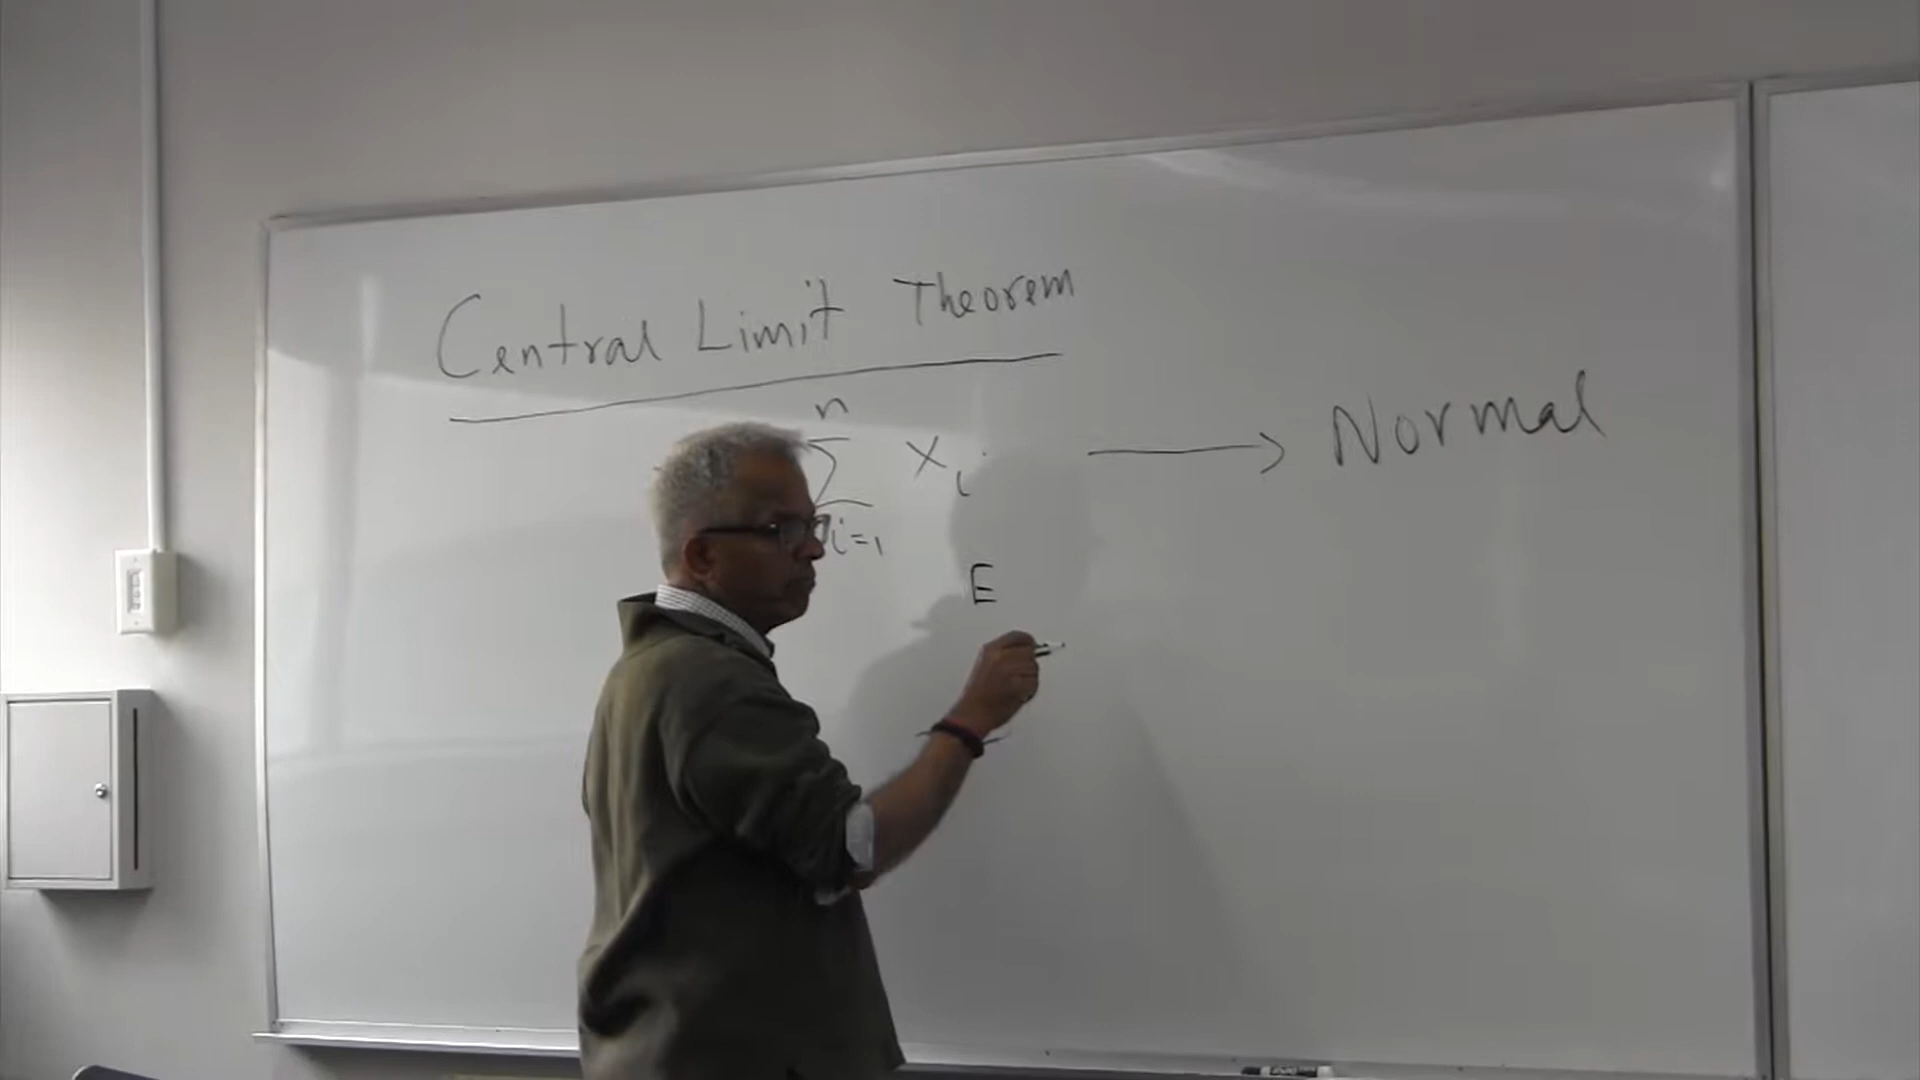 Central Limit Theorem
n
∑ Xi ⟶ Normal
i=1
E